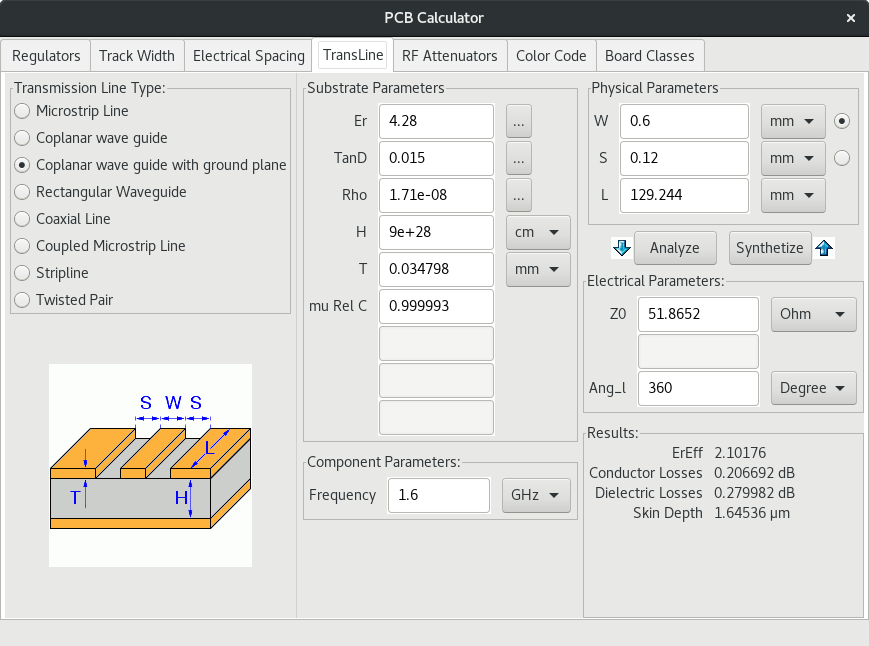 PCB Calculator
×
Regulators Track Width Electrical Spacing TransLine RF Attenuators Color Code Board Classes
Transmission Line Type:
Microstrip Line
Coplanar wave guide
Coplanar wave guide with ground plane
Rectangular Waveguide
Coaxial Line
Coupled Microstrip Line
Stripline
Twisted Pair
S W S
L
T H
Substrate Parameters
Er 4.28 ...
TanD 0.015 ...
Rho 1.71e-08 ...
H 9e+28 cm
T 0.034798 mm
mu Rel C 0.999993
Component Parameters:
Frequency 1.6 GHz
Physical Parameters
W 0.6 mm
S 0.12 mm
L 129.244 mm
Analyze Synthetize
Electrical Parameters:
Z0 51.8652 Ohm
Ang_l 360 Degree
Results:
ErEff 2.10176
Conductor Losses 0.206692 dB
Dielectric Losses 0.279982 dB
Skin Depth 1.64536 µm